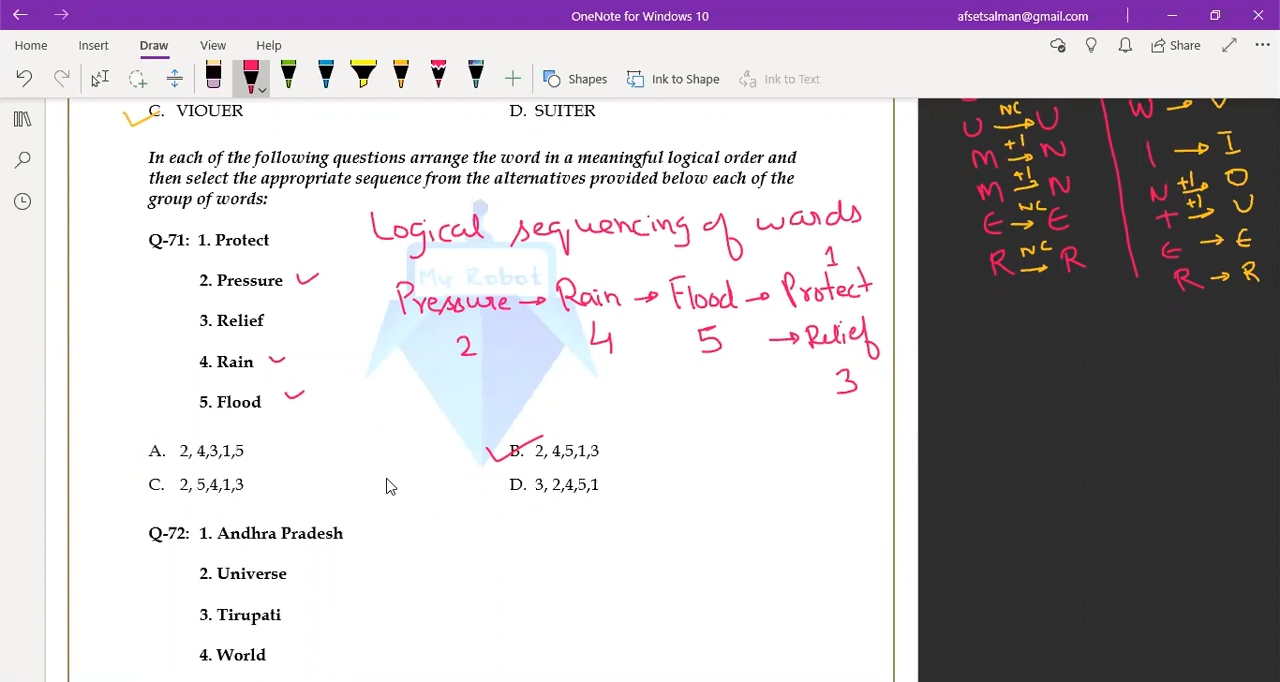 OneNote for Windows 10
afsetsalman@gmail.com
Home Insert Draw View Help
Share
Shapes Ink to Shape Ink to Text
C. VIOUER D. SUITER
In each of the following questions arrange the word in a meaningful logical order and
then select the appropriate sequence from the alternatives provided below each of the
group of words:
Logical sequencing of words
Q-71: 1. Protect
2. Pressure
3. Relief
4. Rain
5. Flood
My Robot
1
Pressure → Rain → Flood → Protect
2 4 5 → Relief
3
A. 2, 4,3,1,5 B. 2, 4,5,1,3
C. 2, 5,4,1,3 D. 3, 2,4,5,1
Q-72: 1. Andhra Pradesh
2. Universe
3. Tirupati
4. World
NC
U → U
+1
M → N
+1
M → N
NC
E → E
NC
R → R
W → V
I → I
+1
N → O
+1
T → U
E → E
R → R